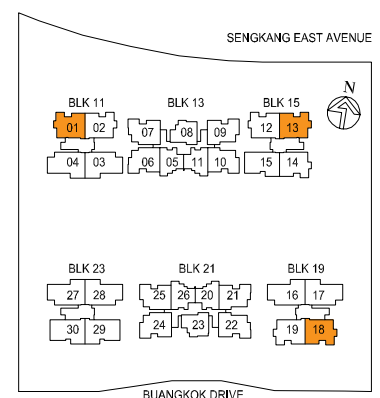 SENGKANG EAST AVENUE
N
BLK 11 BLK 13 BLK 15
01 02 07 08 09 12 13
04 03 06 05 11 10 15 14
BLK 23 BLK 21 BLK 19
27 28 25 26 20 21 16 17
30 29 24 23 22 19 18
BUANGKOK DRIVE